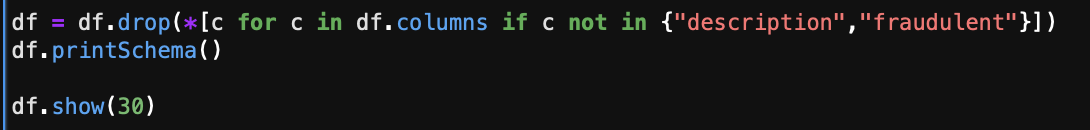 df = df.drop(*[c for c in df.columns if c not in {"description","fraudulent"}])
df.printSchema()
df.show(30)